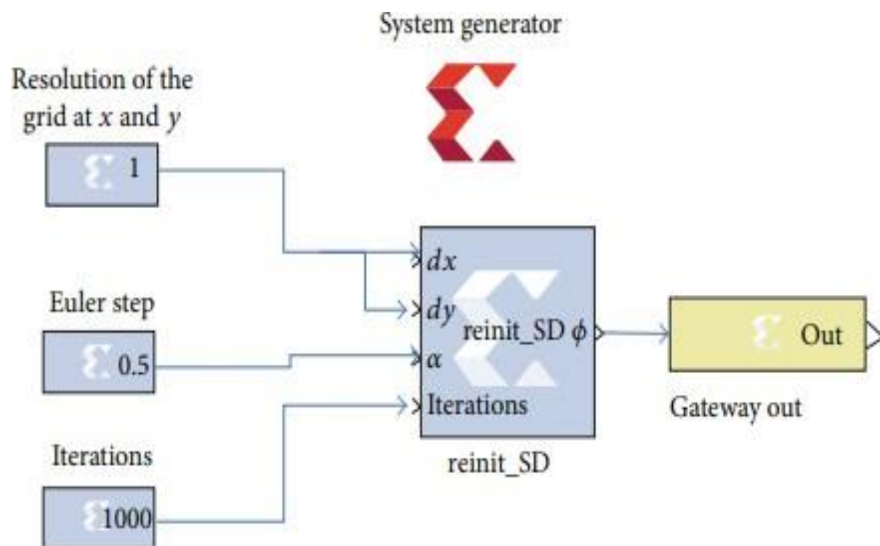 System generator
Resolution of the
grid at x and y
1
Euler step
0.5
Iterations
1000
dx
dy
α
Iterations
reinit_SD ϕ
reinit_SD
Out
Gateway out